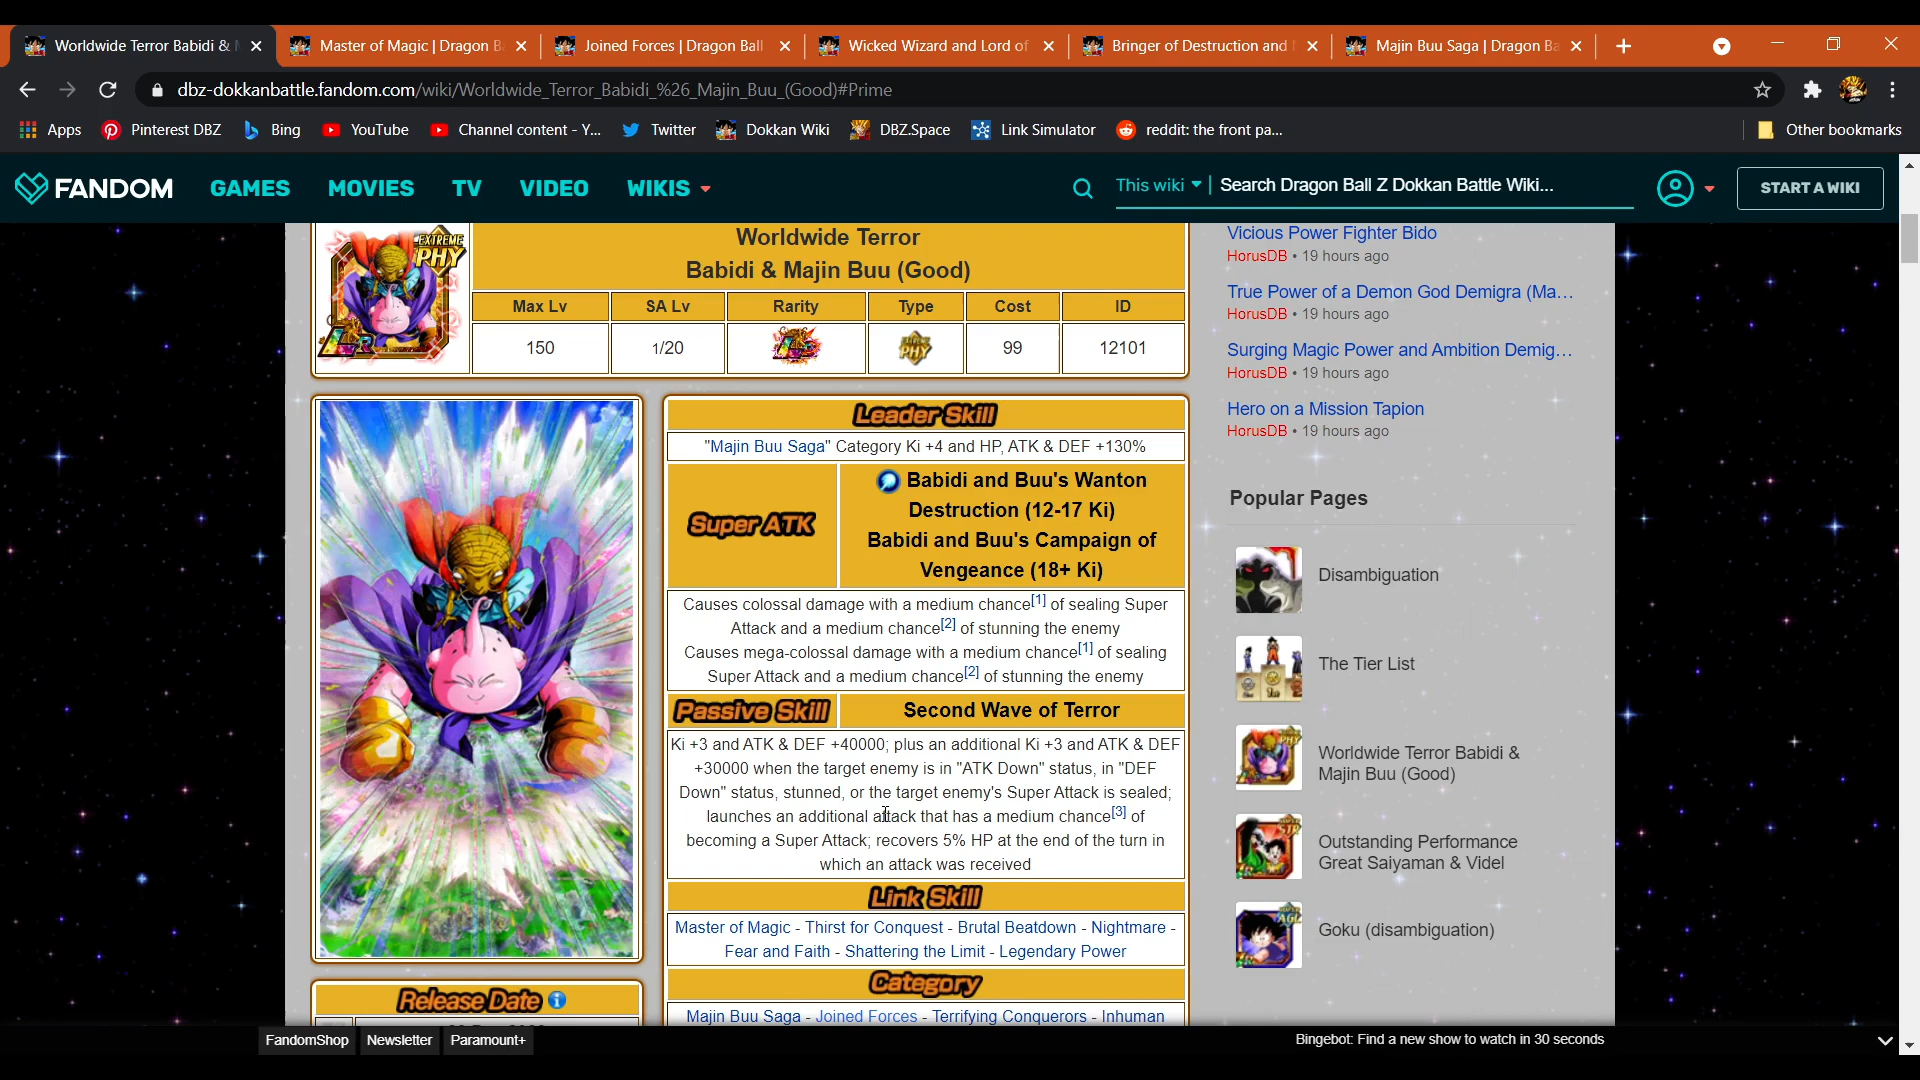 Worldwide Terror Babidi &
Master of Magic | Dragon B
Joined Forces | Dragon Ball
Wicked Wizard and Lord of
Bringer of Destruction and
Majin Buu Saga | Dragon Ba
dbz-dokkanbattle.fandom.com/wiki/Worldwide_Terror_Babidi_%26_Majin_Buu_(Good)#Prime
Apps
Pinterest DBZ
Bing
YouTube
Channel content - Y...
Twitter
Dokkan Wiki
DBZ.Space
Link Simulator
reddit: the front pa...
Other bookmarks
FANDOM
GAMES
MOVIES
TV
VIDEO
WIKIS
This wiki
Search Dragon Ball Z Dokkan Battle Wiki...
START A WIKI
EXTREME
PHY
LR
Worldwide Terror
Babidi & Majin Buu (Good)
Max Lv
SA Lv
Rarity
Type
Cost
ID
150
1/20
LR
PHY
99
12101
Leader Skill
"Majin Buu Saga" Category Ki +4 and HP, ATK & DEF +130%
Super ATK
Babidi and Buu's Wanton
Destruction (12-17 Ki)
Babidi and Buu's Campaign of
Vengeance (18+ Ki)
Causes colossal damage with a medium chance[1] of sealing Super
Attack and a medium chance[2] of stunning the enemy
Causes mega-colossal damage with a medium chance[1] of sealing
Super Attack and a medium chance[2] of stunning the enemy
Passive Skill
Second Wave of Terror
Ki +3 and ATK & DEF +40000; plus an additional Ki +3 and ATK & DEF
+30000 when the target enemy is in "ATK Down" status, in "DEF
Down" status, stunned, or the target enemy's Super Attack is sealed;
launches an additional attack that has a medium chance[3] of
becoming a Super Attack; recovers 5% HP at the end of the turn in
which an attack was received
Link Skill
Master of Magic - Thirst for Conquest - Brutal Beatdown - Nightmare -
Fear and Faith - Shattering the Limit - Legendary Power
Category
Majin Buu Saga - Joined Forces - Terrifying Conquerors - Inhuman
Release Date
Vicious Power Fighter Bido
HorusDB • 19 hours ago
True Power of a Demon God Demigra (Ma...
HorusDB • 19 hours ago
Surging Magic Power and Ambition Demig...
HorusDB • 19 hours ago
Hero on a Mission Tapion
HorusDB • 19 hours ago
Popular Pages
Disambiguation
The Tier List
Worldwide Terror Babidi &
Majin Buu (Good)
Outstanding Performance
Great Saiyaman & Videl
Goku (disambiguation)
FandomShop
Newsletter
Paramount+
Bingebot: Find a new show to watch in 30 seconds